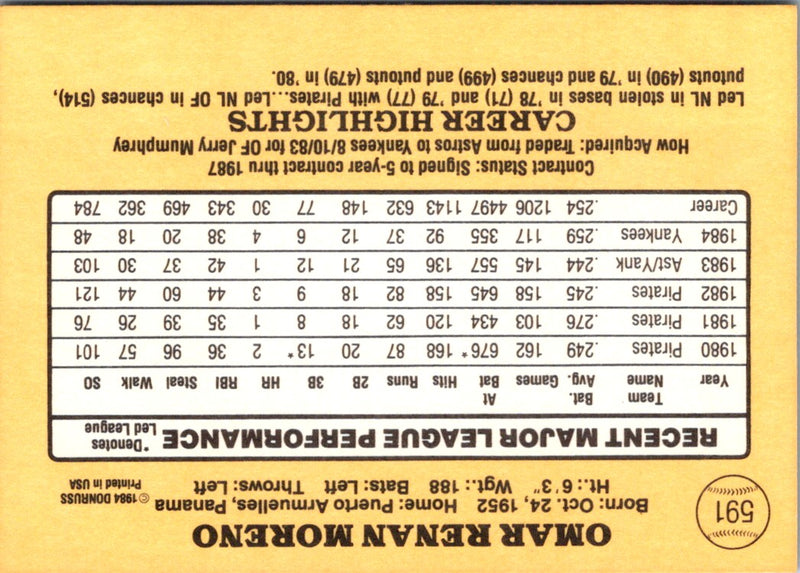 591
OMAR RENAN MORENO
Born: Oct. 24, 1952 Home: Puerto Armuelles, Panama
Ht.: 6'3" Wgt.: 188 Bats: Left Throws: Left
© 1984 DONRUSS
Printed in USA
RECENT MAJOR LEAGUE PERFORMANCE
*Denotes
Led League
Year Team Name Bat. Avg. Games At Bat Hits Runs 2B 3B HR RBI Steal Walk SO
1980 Pirates .249 162 676* 168 87 20 13* 2 36 96 57 101
1981 Pirates .276 103 434 120 62 18 8 1 35 39 26 76
1982 Pirates .245 158 645 158 82 18 9 3 44 60 44 121
1983 Ast/Yank .244 145 557 136 65 21 12 1 42 37 30 103
1984 Yankees .259 117 355 92 37 12 6 4 38 20 18 48
Career .254 1206 4497 1143 632 148 77 30 343 469 362 784
Contract Status: Signed to 5-year contract thru 1987
How Acquired: Traded from Astros to Yankees 8/10/83 for OF Jerry Mumphrey
CAREER HIGHLIGHTS
Led NL in stolen bases in '78 (71) and '79 (77) with Pirates....Led NL OF in chances (514),
putouts (490) in '79 and chances (499) and putouts (479) in '80.